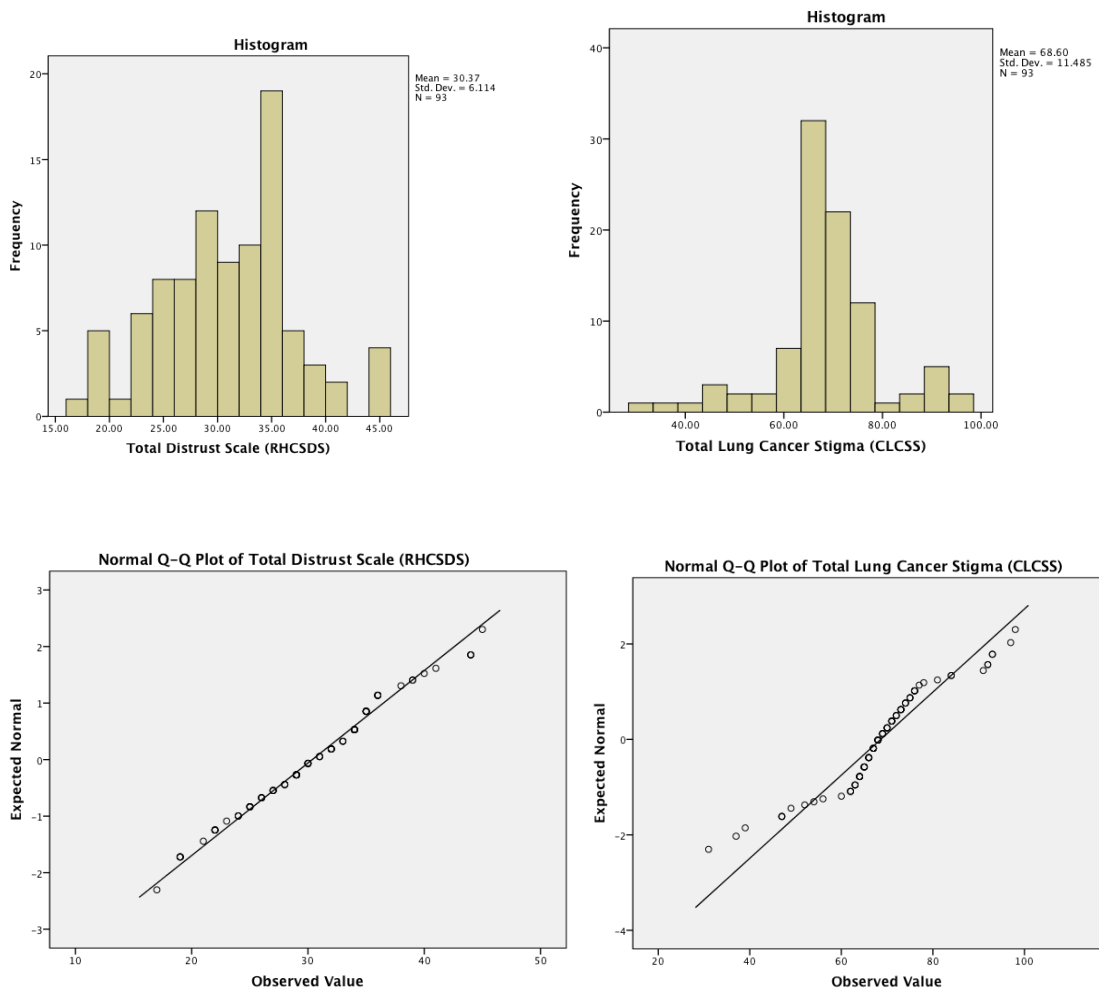 Histogram
Mean = 30.37
Std. Dev. = 6.114
N = 93
Frequency
20
15
10
5
0
15.00 20.00 25.00 30.00 35.00 40.00 45.00
Total Distrust Scale (RHCSDS)
Histogram
Mean = 68.60
Std. Dev. = 11.485
N = 93
Frequency
40
30
20
10
0
40.00 60.00 80.00 100.00
Total Lung Cancer Stigma (CLCSS)
Normal Q-Q Plot of Total Distrust Scale (RHCSDS)
Expected Normal
3
2
1
0
-1
-2
-3
10 20 30 40 50
Observed Value
Normal Q-Q Plot of Total Lung Cancer Stigma (CLCSS)
Expected Normal
2
0
-2
-4
20 40 60 80 100
Observed Value